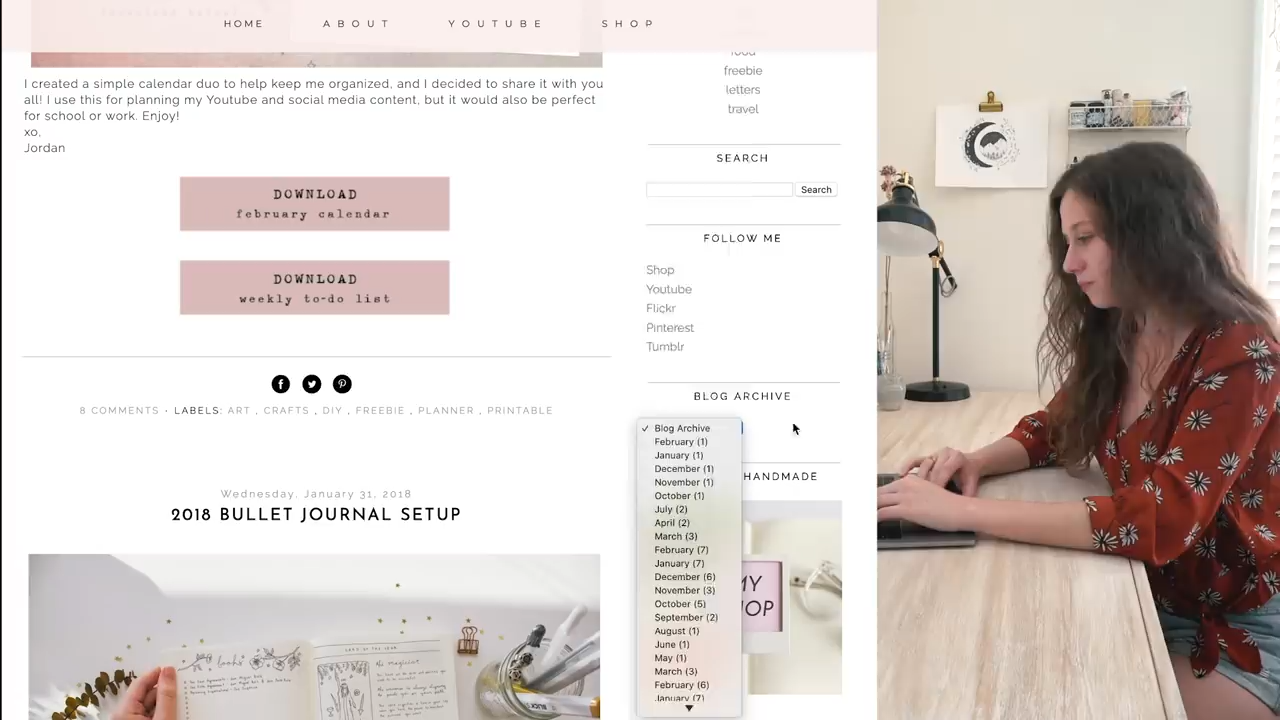 HOME
ABOUT
YOUTUBE
SHOP
I created a simple calendar duo to help keep me organized, and I decided to share it with you
all! I use this for planning my Youtube and social media content, but it would also be perfect
for school or work. Enjoy!
xo,
Jordan
DOWNLOAD
february calendar
DOWNLOAD
weekly to-do list
8 COMMENTS · LABELS: ART , CRAFTS , DIY , FREEBIE , PLANNER , PRINTABLE
Wednesday, January 31, 2018
2018 BULLET JOURNAL SETUP
books
food
freebie
letters
travel
SEARCH
Search
FOLLOW ME
Shop
Youtube
Flickr
Pinterest
Tumblr
BLOG ARCHIVE
✓ Blog Archive
February (1)
January (1)
December (1)
November (1)
October (1)
July (2)
April (2)
March (3)
February (7)
January (7)
December (6)
November (3)
October (5)
September (2)
August (1)
June (1)
May (1)
March (3)
February (6)
January (7)
HANDMADE
MY